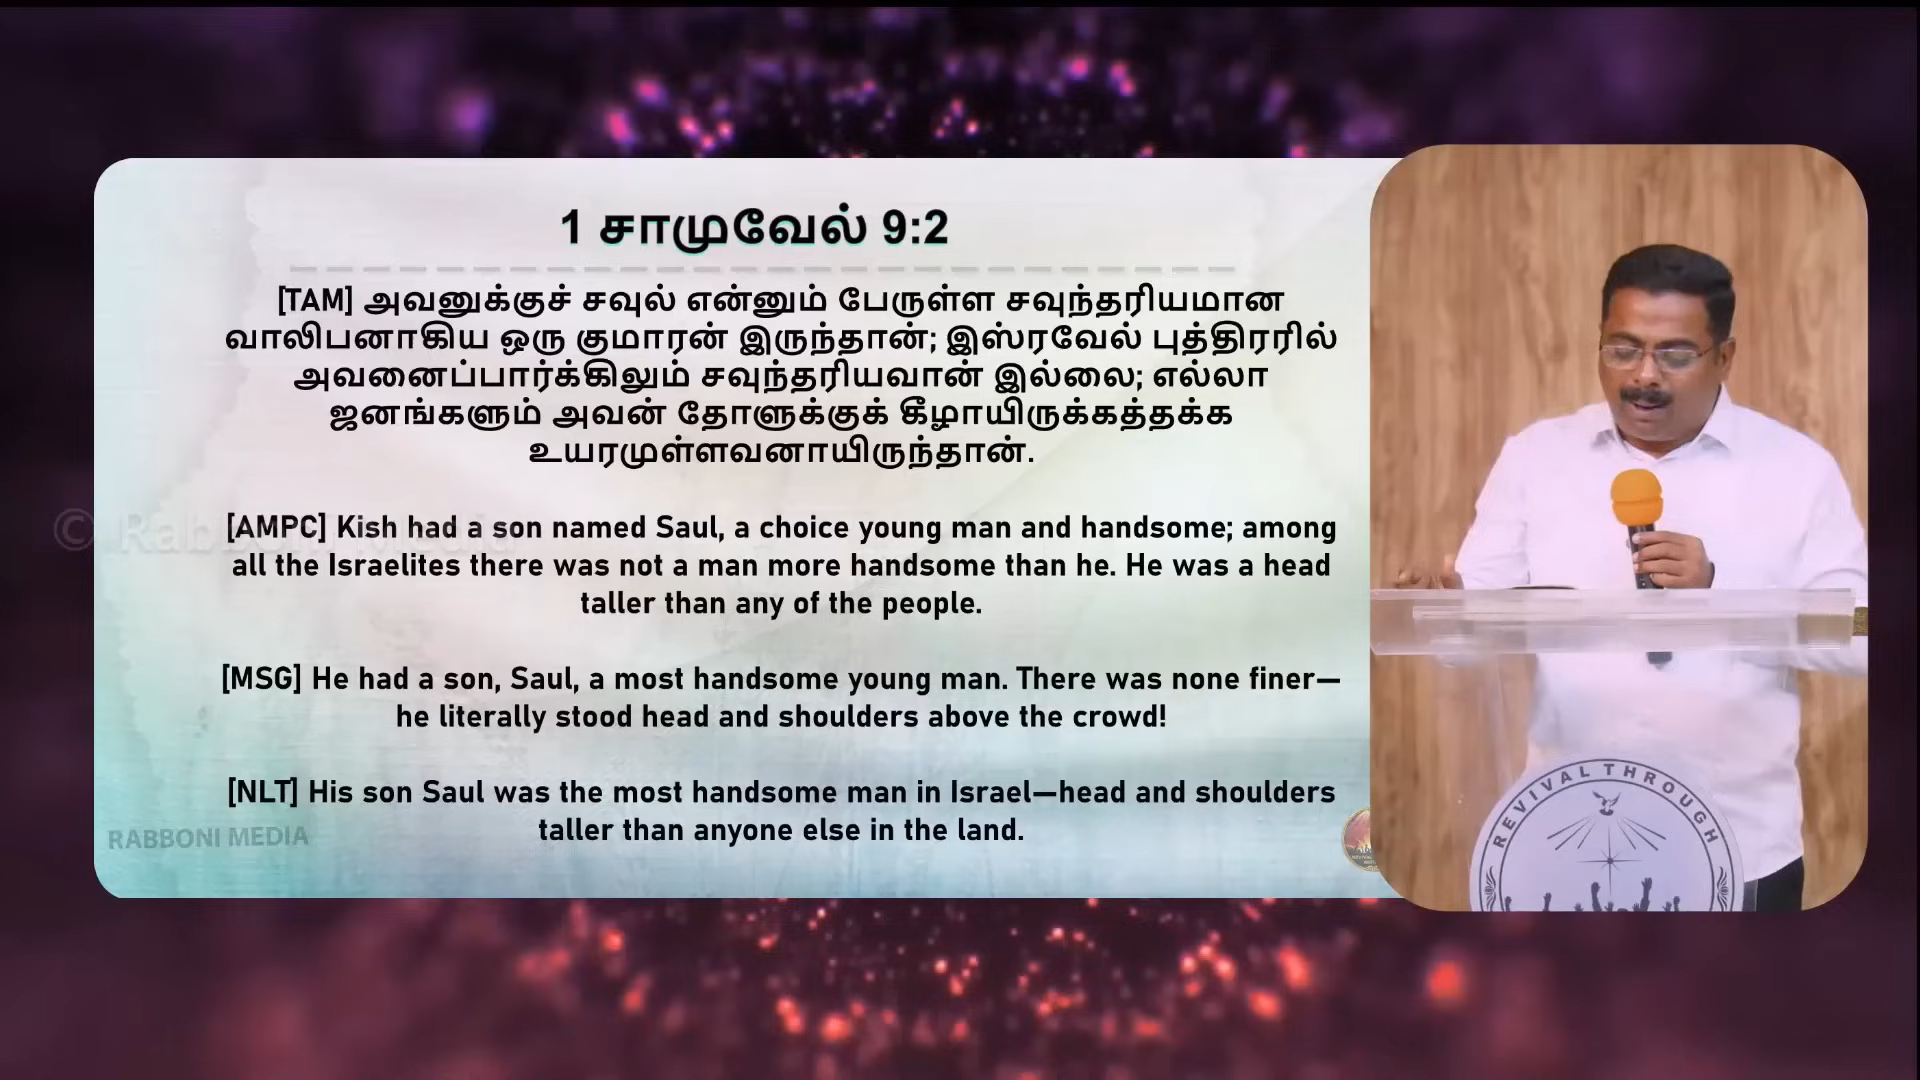 1 சாமுவேல் 9:2
[TAM] அவனுக்குச் சவுல் என்னும் பேருள்ள சவுந்தரியமான
வாலிபனாகிய ஒரு குமாரன் இருந்தான்; இஸ்ரவேல் புத்திரரில்
அவனைப்பார்க்கிலும் சவுந்தரியவான் இல்லை; எல்லா
ஜனங்களும் அவன் தோளுக்குக் கீழாயிருக்கத்தக்க
உயரமுள்ளவனாயிருந்தான்.
[AMPC] Kish had a son named Saul, a choice young man and handsome; among
all the Israelites there was not a man more handsome than he. He was a head
taller than any of the people.
[MSG] He had a son, Saul, a most handsome young man. There was none finer—
he literally stood head and shoulders above the crowd!
[NLT] His son Saul was the most handsome man in Israel—head and shoulders
taller than anyone else in the land.
© Rabboni Media
RABBONI MEDIA
REVIVAL THROUGH